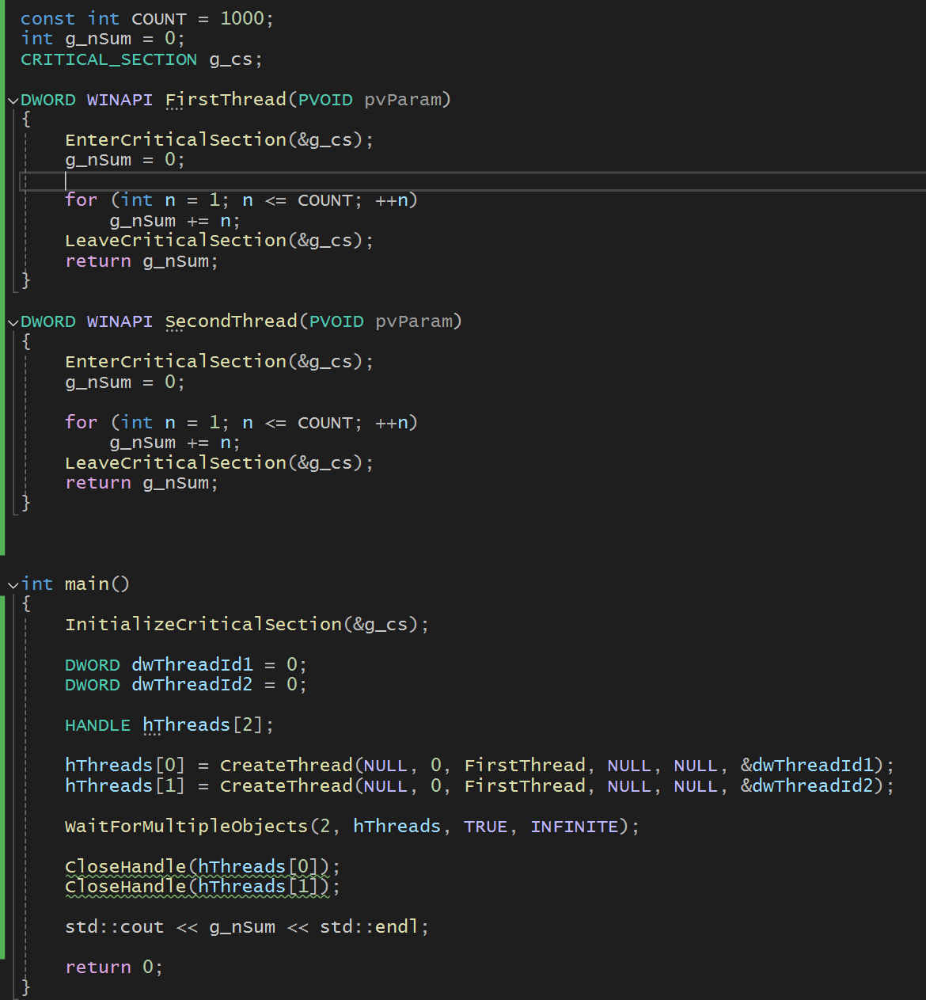 const int COUNT = 1000;
int g_nSum = 0;
CRITICAL_SECTION g_cs;

DWORD WINAPI FirstThread(PVOID pvParam)
{
    EnterCriticalSection(&g_cs);
    g_nSum = 0;

    for (int n = 1; n <= COUNT; ++n)
        g_nSum += n;
    LeaveCriticalSection(&g_cs);
    return g_nSum;
}

DWORD WINAPI SecondThread(PVOID pvParam)
{
    EnterCriticalSection(&g_cs);
    g_nSum = 0;

    for (int n = 1; n <= COUNT; ++n)
        g_nSum += n;
    LeaveCriticalSection(&g_cs);
    return g_nSum;
}

int main()
{
    InitializeCriticalSection(&g_cs);

    DWORD dwThreadId1 = 0;
    DWORD dwThreadId2 = 0;

    HANDLE hThreads[2];

    hThreads[0] = CreateThread(NULL, 0, FirstThread, NULL, NULL, &dwThreadId1);
    hThreads[1] = CreateThread(NULL, 0, FirstThread, NULL, NULL, &dwThreadId2);

    WaitForMultipleObjects(2, hThreads, TRUE, INFINITE);

    CloseHandle(hThreads[0]);
    CloseHandle(hThreads[1]);

    std::cout << g_nSum << std::endl;

    return 0;
}